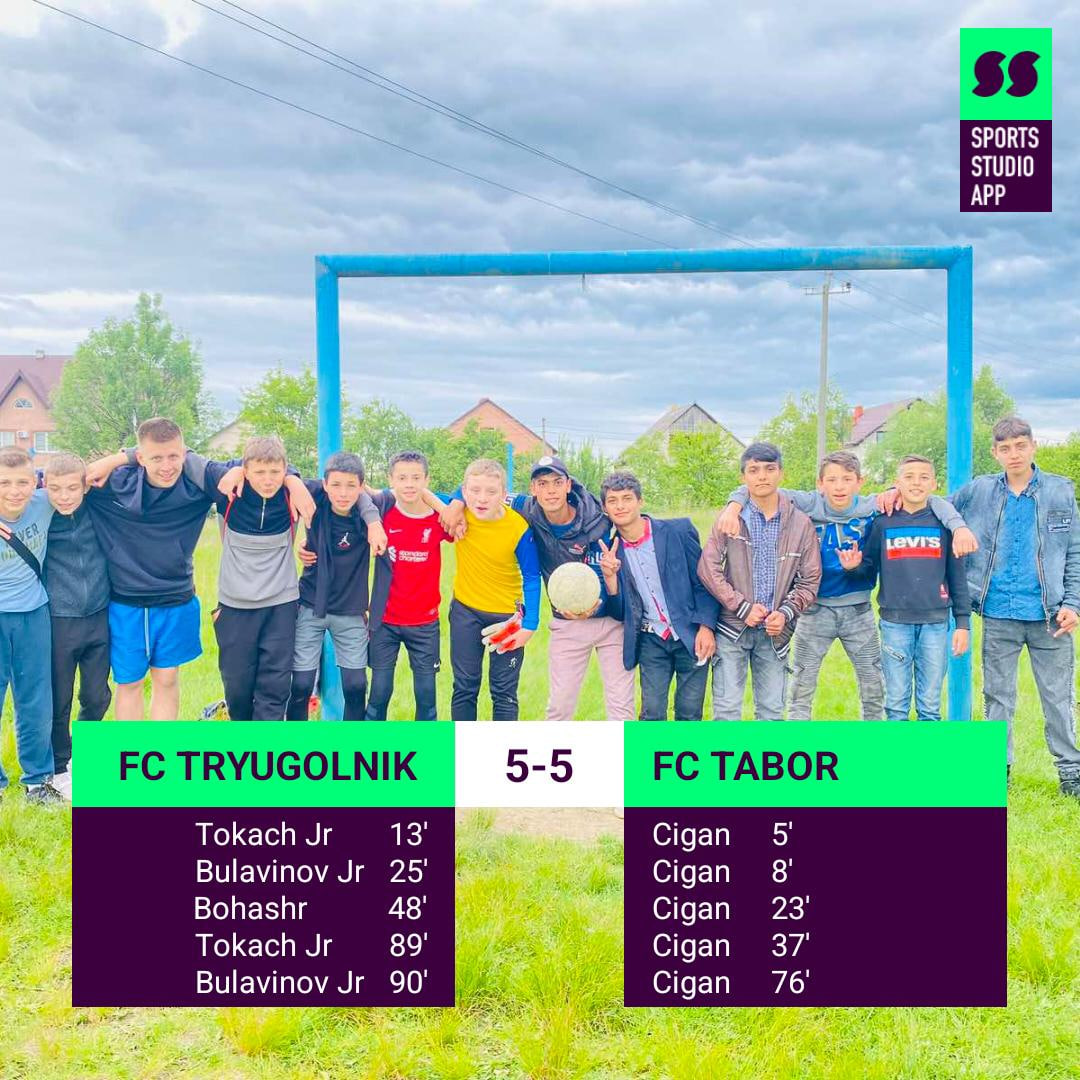 SS
SPORTS
STUDIO
APP
LEVI'S
FC TRYUGOLNIK 5-5 FC TABOR
Tokach Jr 13'
Bulavinov Jr 25'
Bohashr 48'
Tokach Jr 89'
Bulavinov Jr 90'
Cigan 5'
Cigan 8'
Cigan 23'
Cigan 37'
Cigan 76'